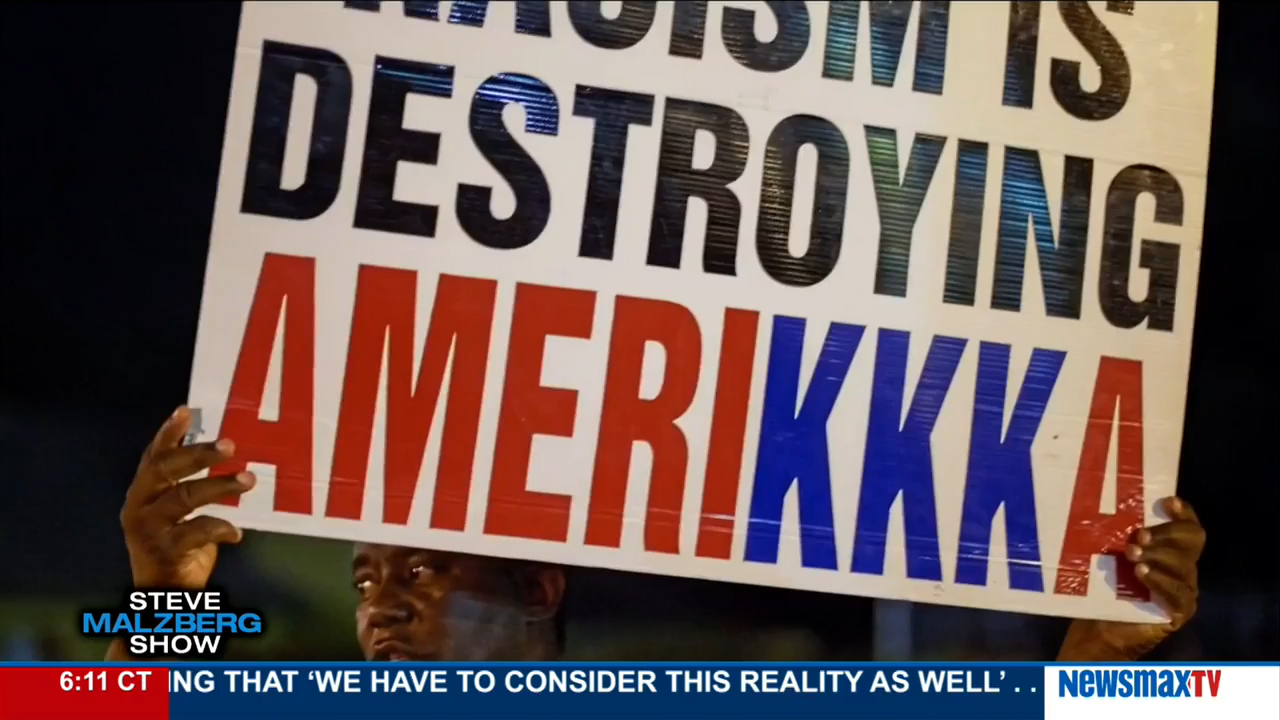 RACISM IS
DESTROYING
AMERIKKKA
STEVE
MALZBERG
SHOW
6:11 CT
ING THAT ‘WE HAVE TO CONSIDER THIS REALITY AS WELL’ . . .
NEWSMAXTV